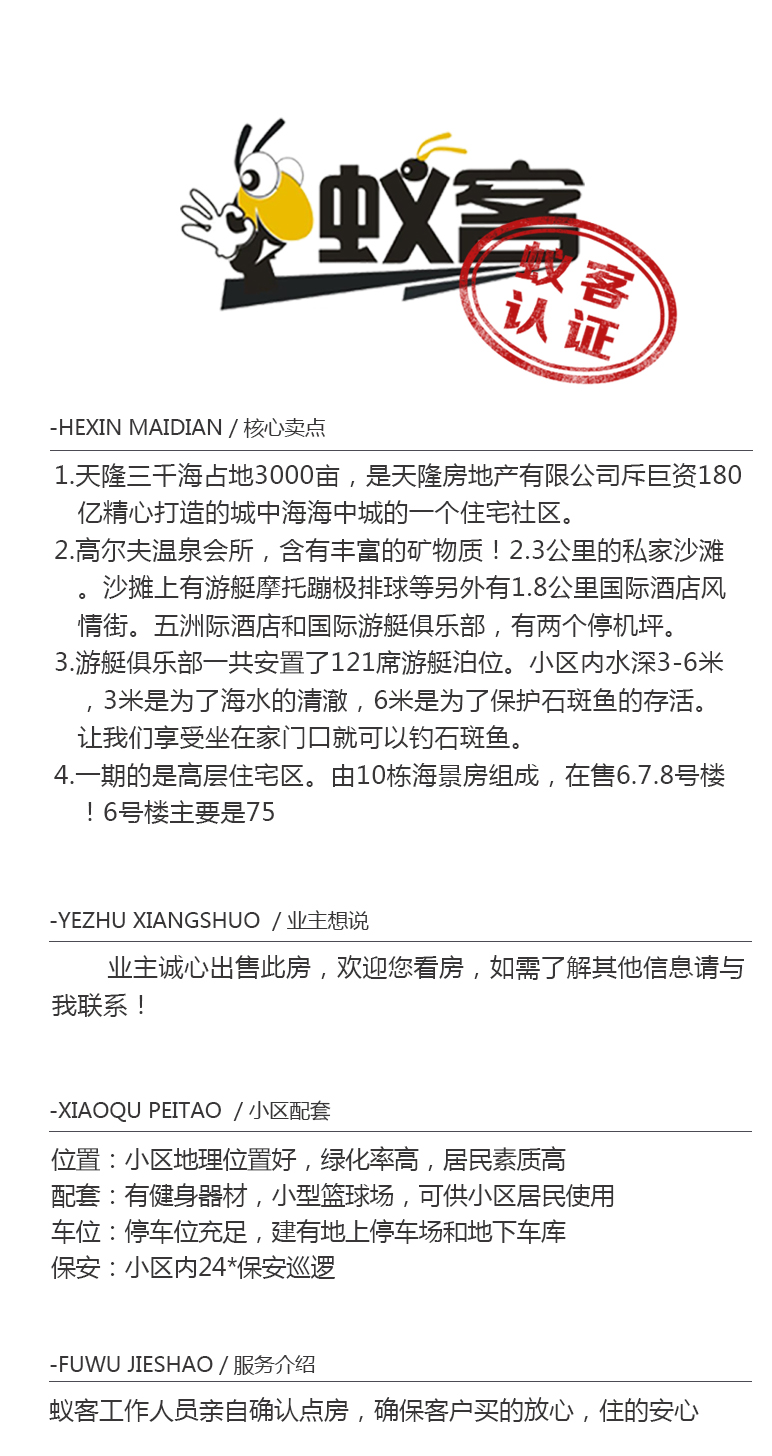 蚁客
蚁客
认证
-HEXIN MAIDIAN / 核心卖点
1.天隆三千海占地3000亩，是天隆房地产有限公司斥巨资180
亿精心打造的城中海海中城的一个住宅社区。
2.高尔夫温泉会所，含有丰富的矿物质！2.3公里的私家沙滩
。沙摊上有游艇摩托蹦极排球等另外有1.8公里国际酒店风
情街。五洲际酒店和国际游艇俱乐部，有两个停机坪。
3.游艇俱乐部一共安置了121席游艇泊位。小区内水深3-6米
，3米是为了海水的清澈，6米是为了保护石斑鱼的存活。
让我们享受坐在家门口就可以钓石斑鱼。
4.一期的是高层住宅区。由10栋海景房组成，在售6.7.8号楼
！6号楼主要是75
-YEZHU XIANGSHUO / 业主想说
业主诚心出售此房，欢迎您看房，如需了解其他信息请与
我联系！
-XIAOQU PEITAO / 小区配套
位置：小区地理位置好，绿化率高，居民素质高
配套：有健身器材，小型篮球场，可供小区居民使用
车位：停车位充足，建有地上停车场和地下车库
保安：小区内24*保安巡逻
-FUWU JIESHAO / 服务介绍
蚁客工作人员亲自确认点房，确保客户买的放心，住的安心